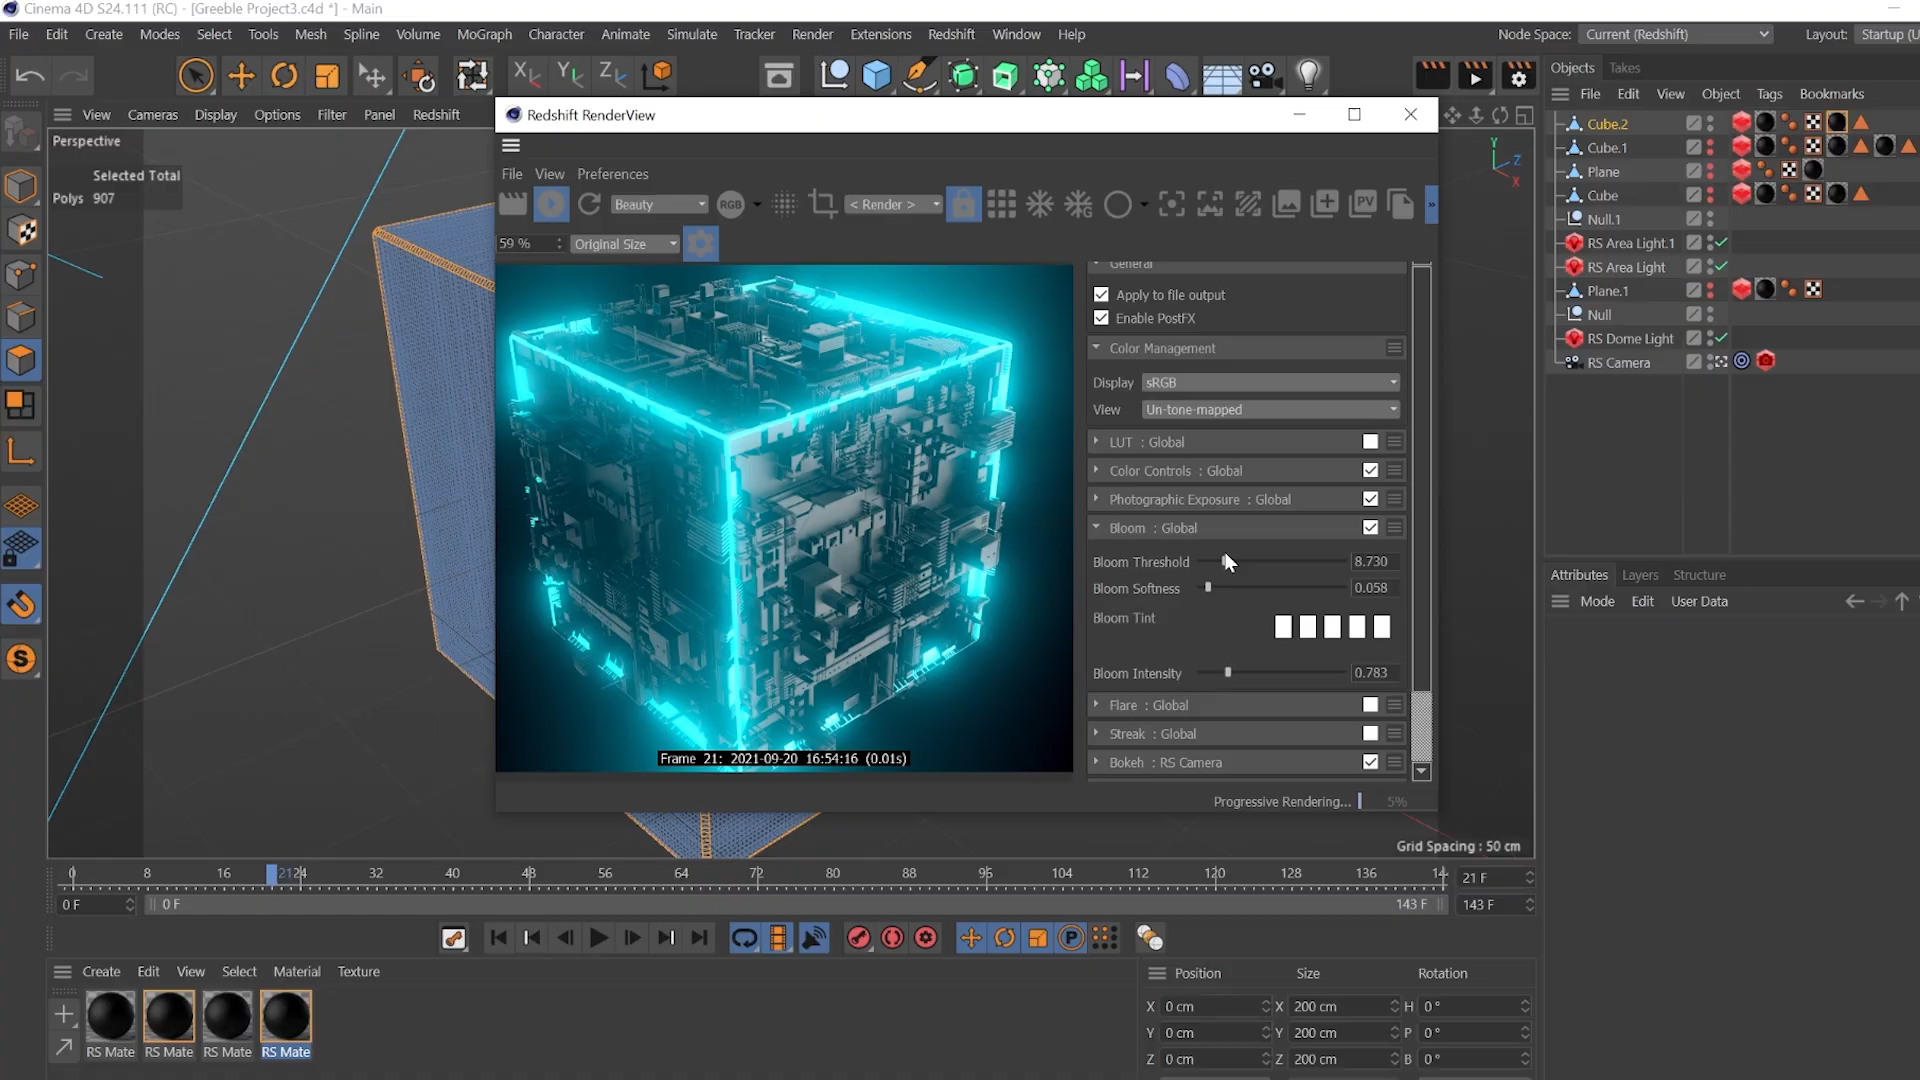 Cinema 4D S24.111 (RC) - [Greeble Project3.c4d *] - Main
File Edit Create Modes Select Tools Mesh Spline Volume MoGraph Character Animate Simulate Tracker Render Extensions Redshift Window Help
Node Space: Current (Redshift) Layout: Startup (U
Objects Takes
File Edit View Object Tags Bookmarks
View Cameras Display Options Filter Panel Redshift
Perspective
Selected Total
Polys 907
Redshift RenderView
File View Preferences
Beauty RGB < Render > PV
59 % Original Size
General
Apply to file output
Enable PostFX
Color Management
Display sRGB
View Un-tone-mapped
LUT : Global
Color Controls : Global
Photographic Exposure : Global
Bloom : Global
Bloom Threshold 8.730
Bloom Softness 0.058
Bloom Tint
Bloom Intensity 0.783
Flare : Global
Streak : Global
Bokeh : RS Camera
Frame 21: 2021-09-20 16:54:16 (0.01s)
Progressive Rendering... 5%
Cube.2
Cube.1
Plane
Cube
Null.1
RS Area Light.1
RS Area Light
Plane.1
Null
RS Dome Light
RS Camera
Attributes Layers Structure
Mode Edit User Data
X Y Z
Y
Z
X
Grid Spacing : 50 cm
0 8 16 2124 32 40 48 56 64 72 80 88 96 104 112 120 128 136 14
21 F
0 F 0 F 143 F 143 F
Create Edit View Select Material Texture
RS Mate RS Mate RS Mate RS Mate
Position Size Rotation
X 0 cm X 200 cm H 0 °
Y 0 cm Y 200 cm P 0 °
Z 0 cm Z 200 cm B 0 °